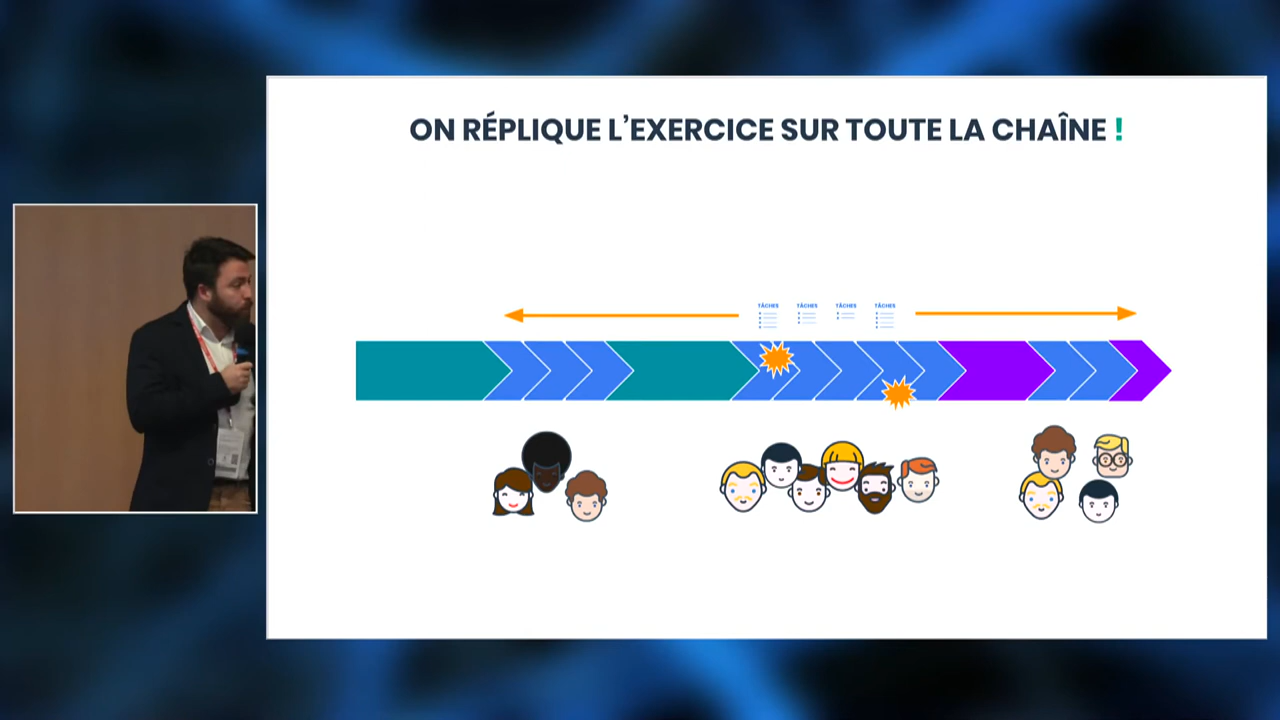 ON RÉPLIQUE L'EXERCICE SUR TOUTE LA CHAÎNE !
TÂCHES TÂCHES TÂCHES TÂCHES